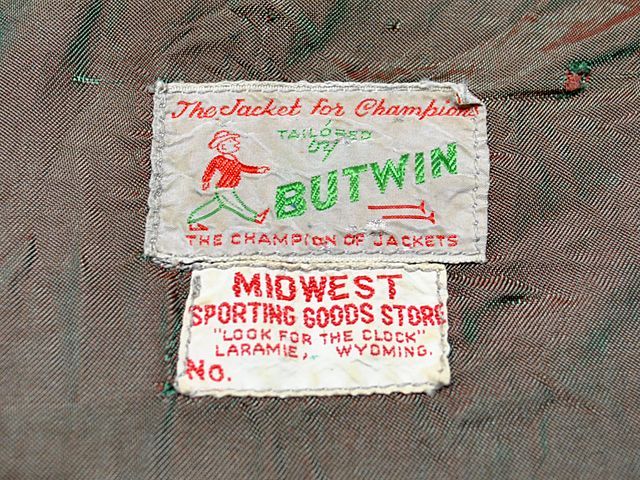 The Jacket for Champions
TAILORED
by
BUTWIN
THE CHAMPION OF JACKETS
MIDWEST
SPORTING GOODS STORE
"LOOK FOR THE CLOCK"
LARAMIE, WYOMING.
No.